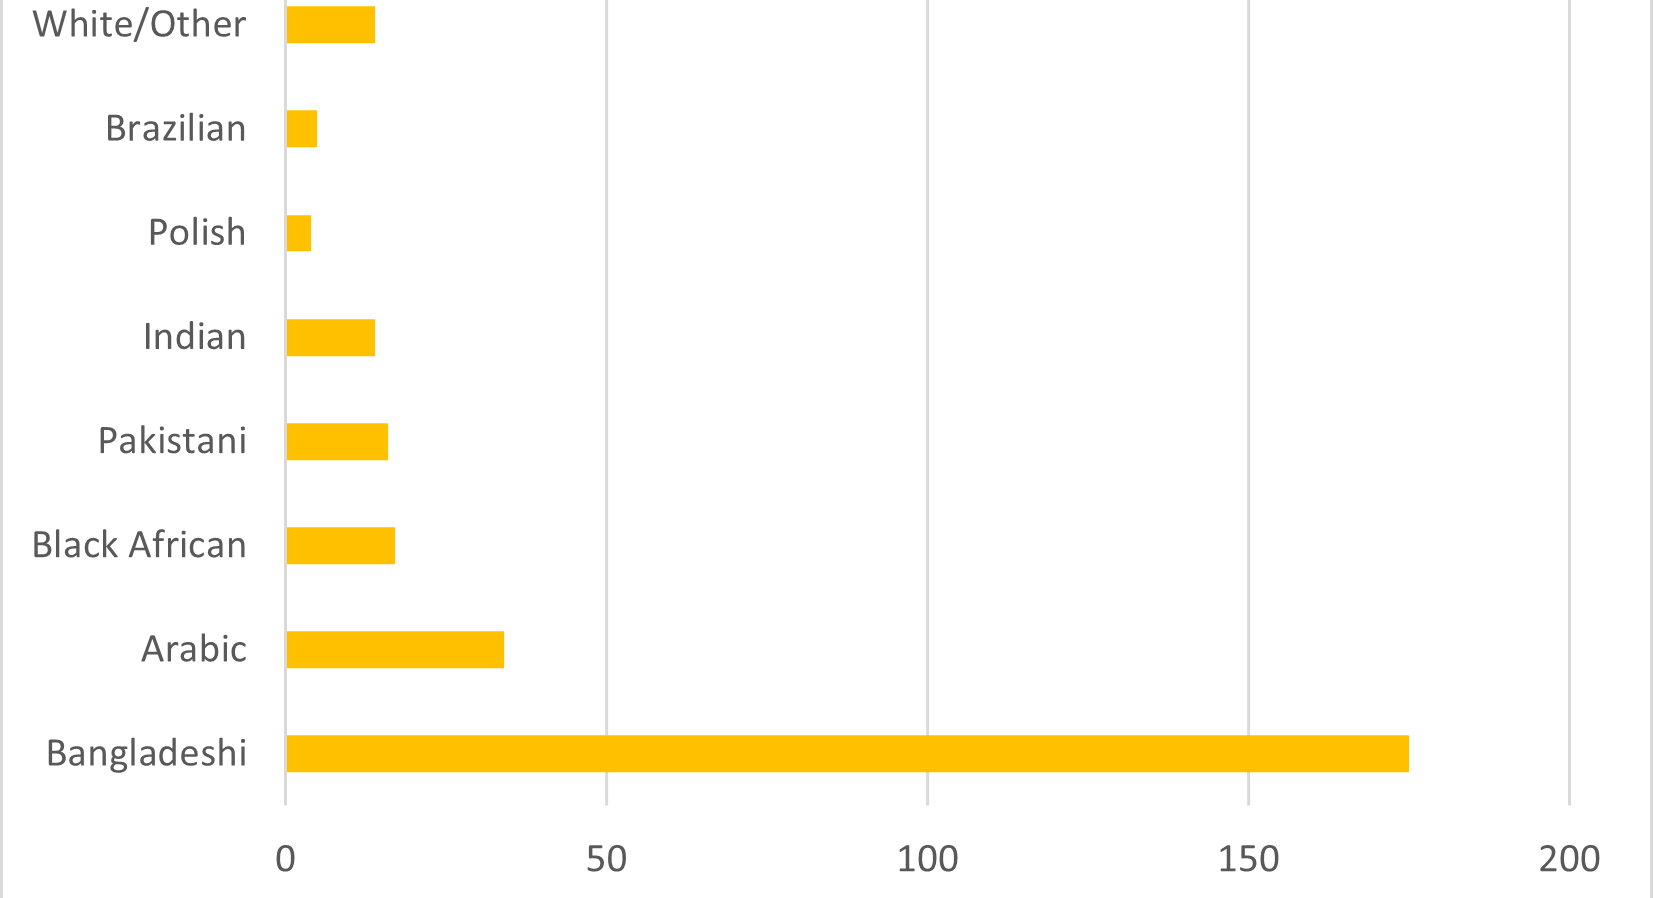 White/Other
Brazilian
Polish
Indian
Pakistani
Black African
Arabic
Bangladeshi
0 50 100 150 200